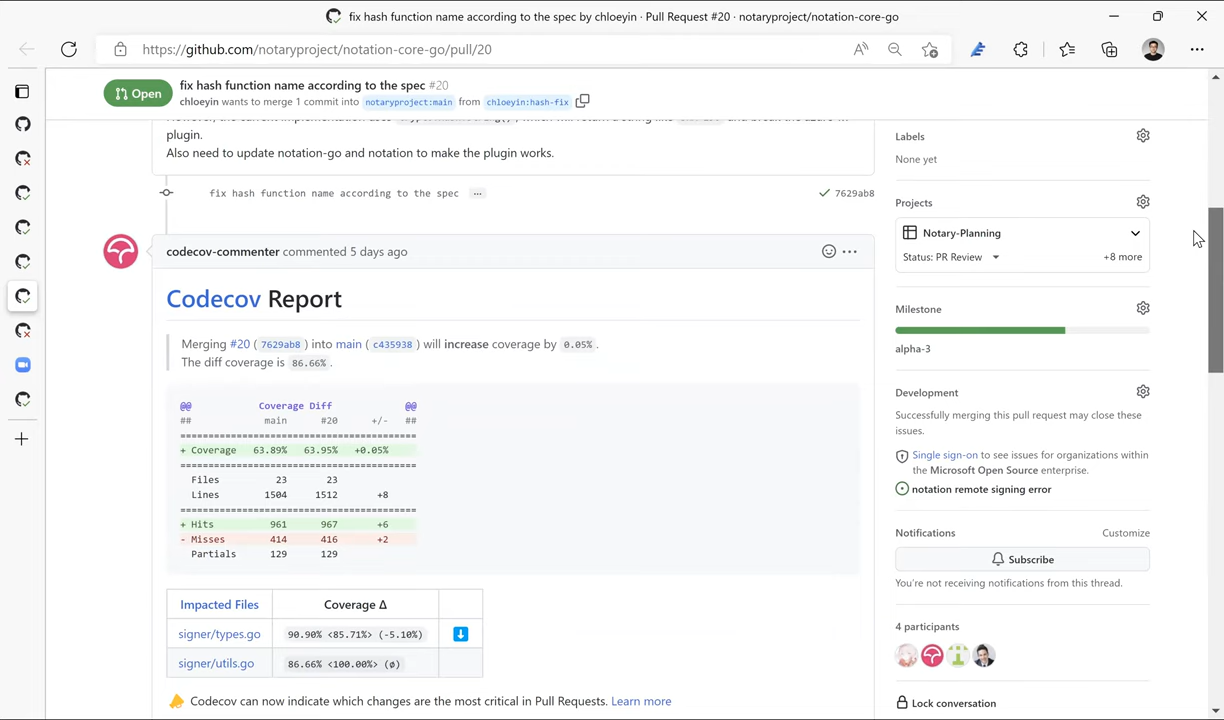 fix hash function name according to the spec by chloeyin · Pull Request #20 · notaryproject/notation-core-go
https://github.com/notaryproject/notation-core-go/pull/20
Open
fix hash function name according to the spec #20
chloeyin wants to merge 1 commit into notaryproject:main from chloeyin:hash-fix
plugin.
Also need to update notation-go and notation to make the plugin works.
fix hash function name according to the spec ...
7629ab8
codecov-commenter commented 5 days ago
Codecov Report
Merging #20 ( 7629ab8 ) into main ( c435938 ) will increase coverage by 0.05% .
The diff coverage is 86.66% .
@@ Coverage Diff @@
## main #20 +/- ##
=========================================
+ Coverage 63.89% 63.95% +0.05%
=========================================
Files 23 23
Lines 1504 1512 +8
=========================================
+ Hits 961 967 +6
- Misses 414 416 +2
Partials 129 129
Impacted Files Coverage Δ
signer/types.go 90.90% <85.71%> (-5.10%)
signer/utils.go 86.66% <100.00%> (ø)
Codecov can now indicate which changes are the most critical in Pull Requests. Learn more
Labels
None yet
Projects
Notary-Planning
Status: PR Review
+8 more
Milestone
alpha-3
Development
Successfully merging this pull request may close these
issues.
Single sign-on to see issues for organizations within
the Microsoft Open Source enterprise.
notation remote signing error
Notifications
Customize
Subscribe
You're not receiving notifications from this thread.
4 participants
Lock conversation